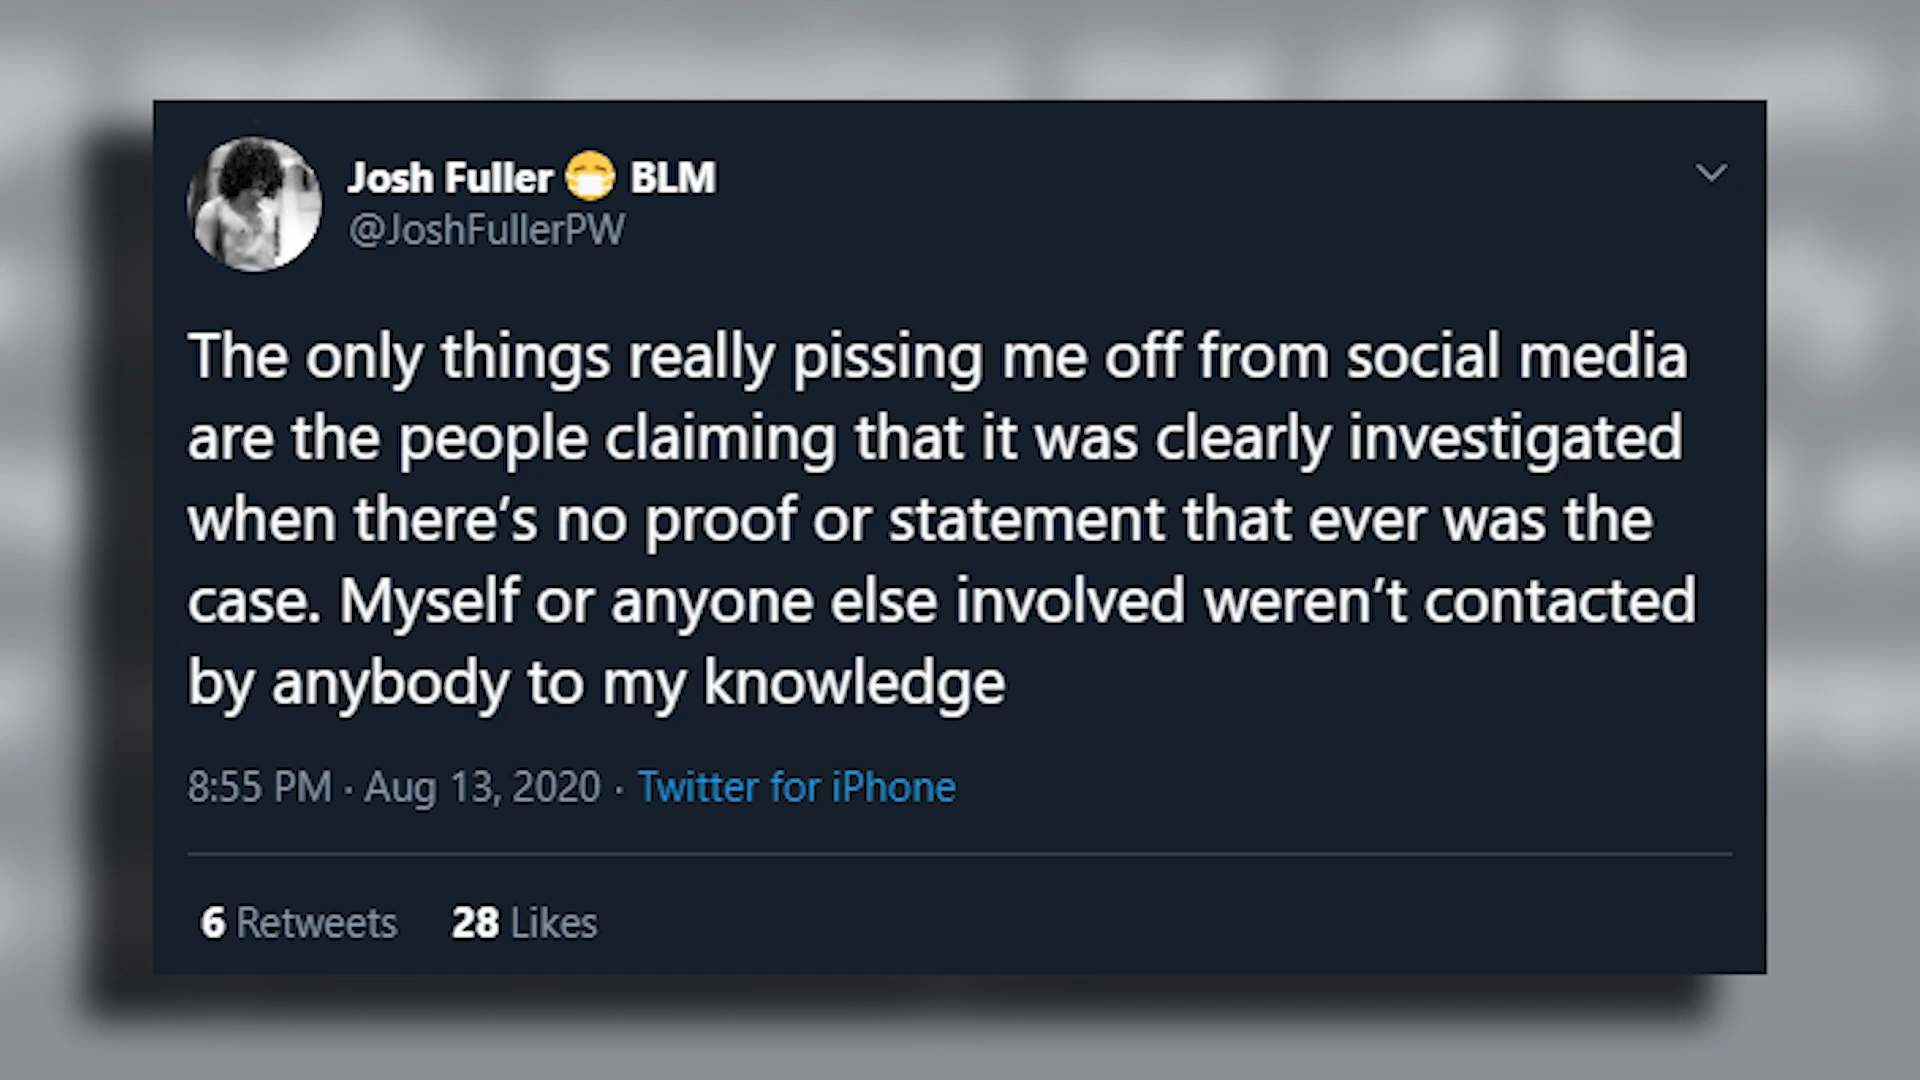 Josh Fuller 😷 BLM
@JoshFullerPW
The only things really pissing me off from social media
are the people claiming that it was clearly investigated
when there’s no proof or statement that ever was the
case. Myself or anyone else involved weren’t contacted
by anybody to my knowledge
8:55 PM · Aug 13, 2020 · Twitter for iPhone
6 Retweets 28 Likes